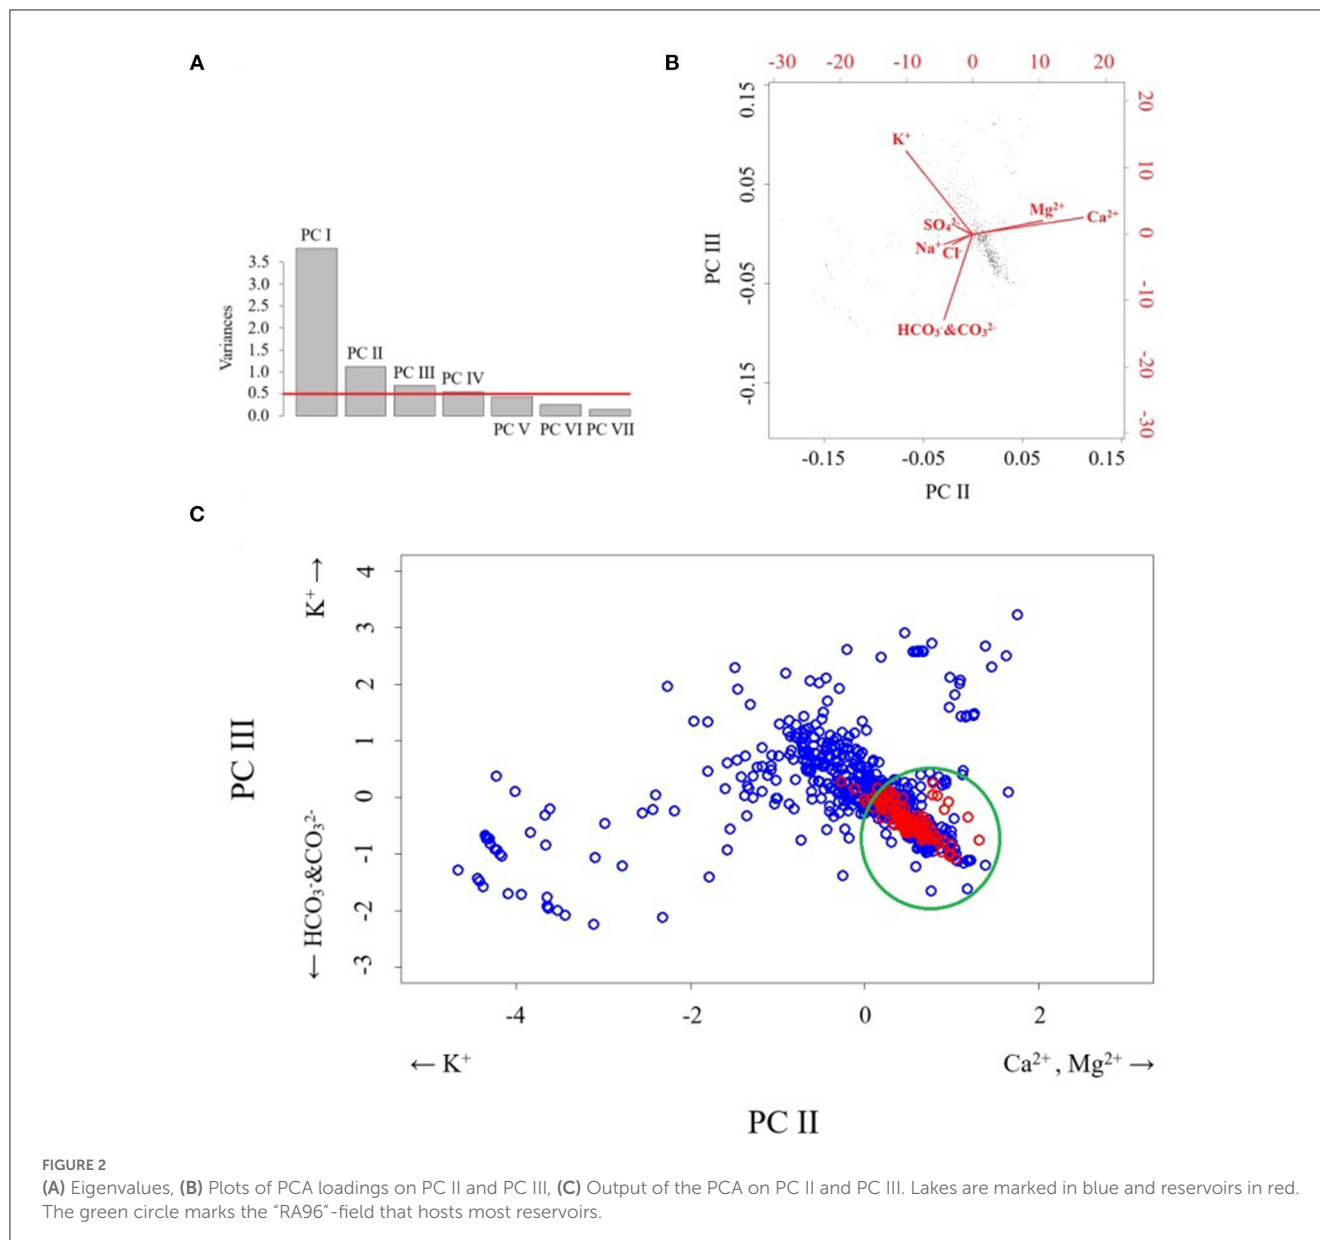 A
PC I
PC II
PC III
PC IV
PC V
PC VI
PC VII
Variances
3.5
3.0
2.5
2.0
1.5
1.0
0.5
0.0
B
-30 -20 -10 0 10 20
20
10
0
-10
-20
-30
0.15
0.05
-0.05
-0.15
PC III
K⁺
SO₄²⁻
Na⁺
Cl⁻
Mg²⁺
Ca²⁺
HCO₃⁻&CO₃²⁻
-0.15 -0.05 0.05 0.15
PC II
C
K⁺ →
PC III
← HCO₃⁻&CO₃²⁻
4
3
2
1
0
-1
-2
-3
-4 -2 0 2
← K⁺
Ca²⁺ , Mg²⁺ →
PC II
FIGURE 2
(A) Eigenvalues, (B) Plots of PCA loadings on PC II and PC III, (C) Output of the PCA on PC II and PC III. Lakes are marked in blue and reservoirs in red.
The green circle marks the "RA96"-field that hosts most reservoirs.